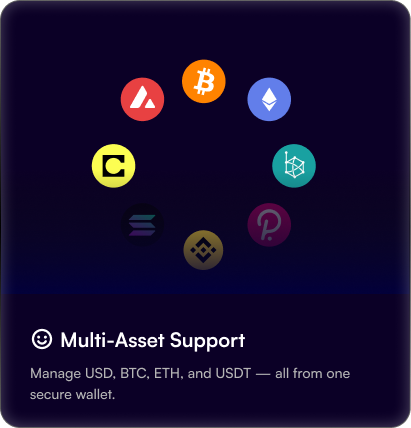 Multi-Asset Support
Manage USD, BTC, ETH, and USDT — all from one
secure wallet.